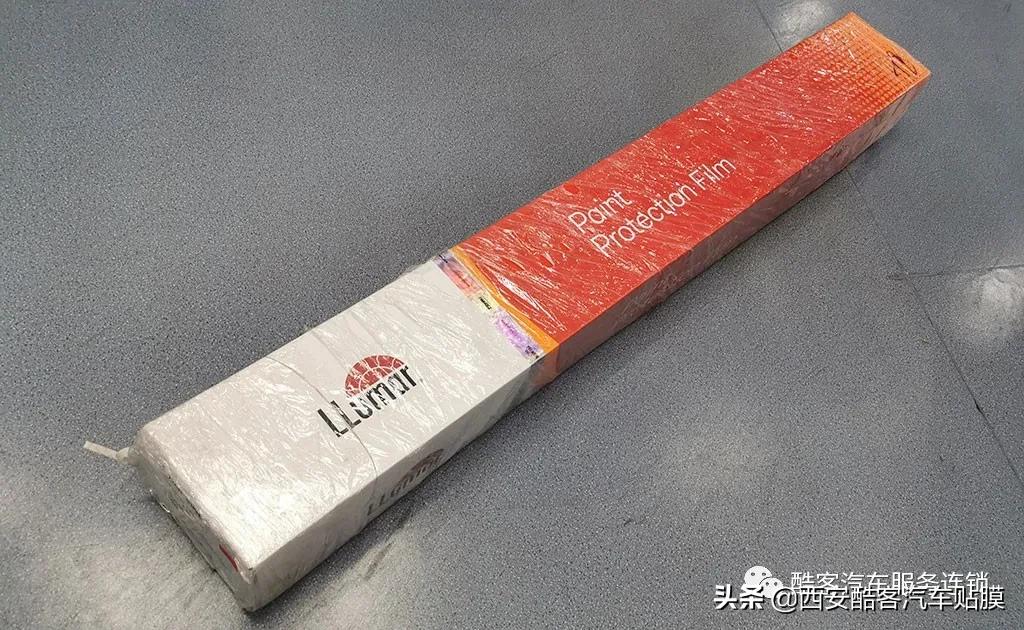 Paint
Protection Film
LLumar
LLumar
酷客汽车服务连锁
头条 @西安酷客汽车贴膜